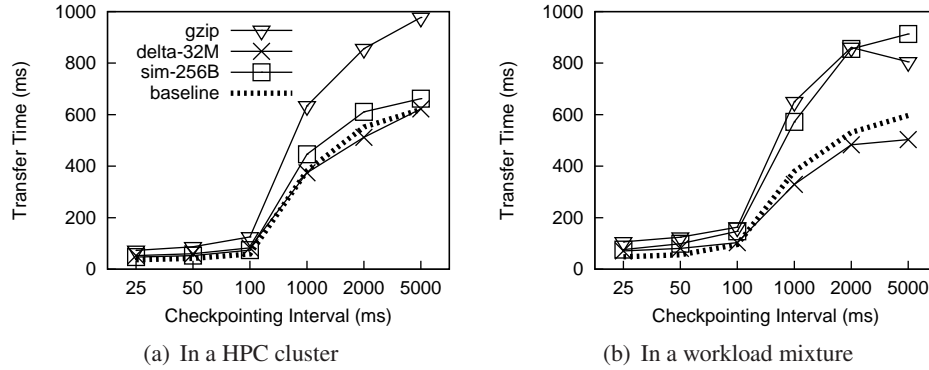 1000
800
600
400
200
0
Transfer Time (ms)
gzip
delta-32M
sim-256B
baseline
25 50 100 1000 2000 5000
Checkpointing Interval (ms)
(a) In a HPC cluster
1000
800
600
400
200
0
Transfer Time (ms)
25 50 100 1000 2000 5000
Checkpointing Interval (ms)
(b) In a workload mixture